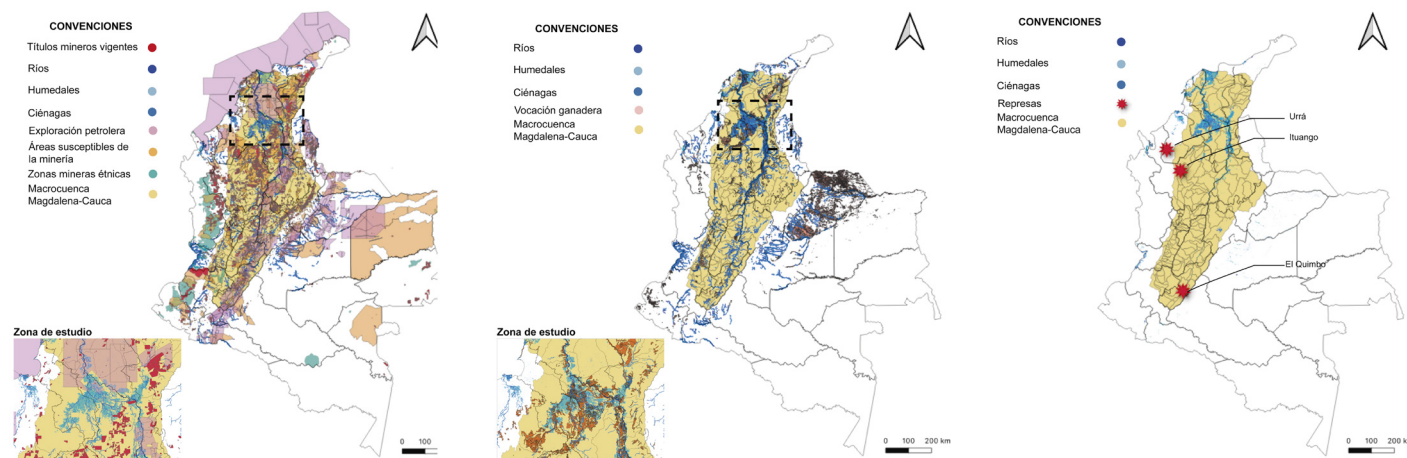 CONVENCIONES
Títulos mineros vigentes
Ríos
Humedales
Ciénagas
Exploración petrolera
Áreas susceptibles de
la minería
Zonas mineras étnicas
Macrocuenca
Magdalena-Cauca
Zona de estudio
0 100
CONVENCIONES
Ríos
Humedales
Ciénagas
Vocación ganadera
Macrocuenca
Magdalena-Cauca
Zona de estudio
0 100 200 km
CONVENCIONES
Ríos
Humedales
Ciénagas
Represas
Macrocuenca
Magdalena-Cauca
Urrá
Ituango
El Quimbo
0 100 200 k